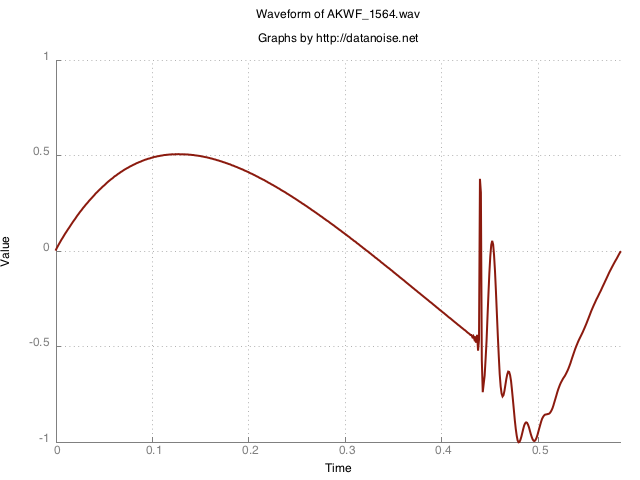 Waveform of AKWF_1564.wav
Graphs by http://datanoise.net
1
0.5
0
-0.5
-1
Value
0 0.1 0.2 0.3 0.4 0.5
Time